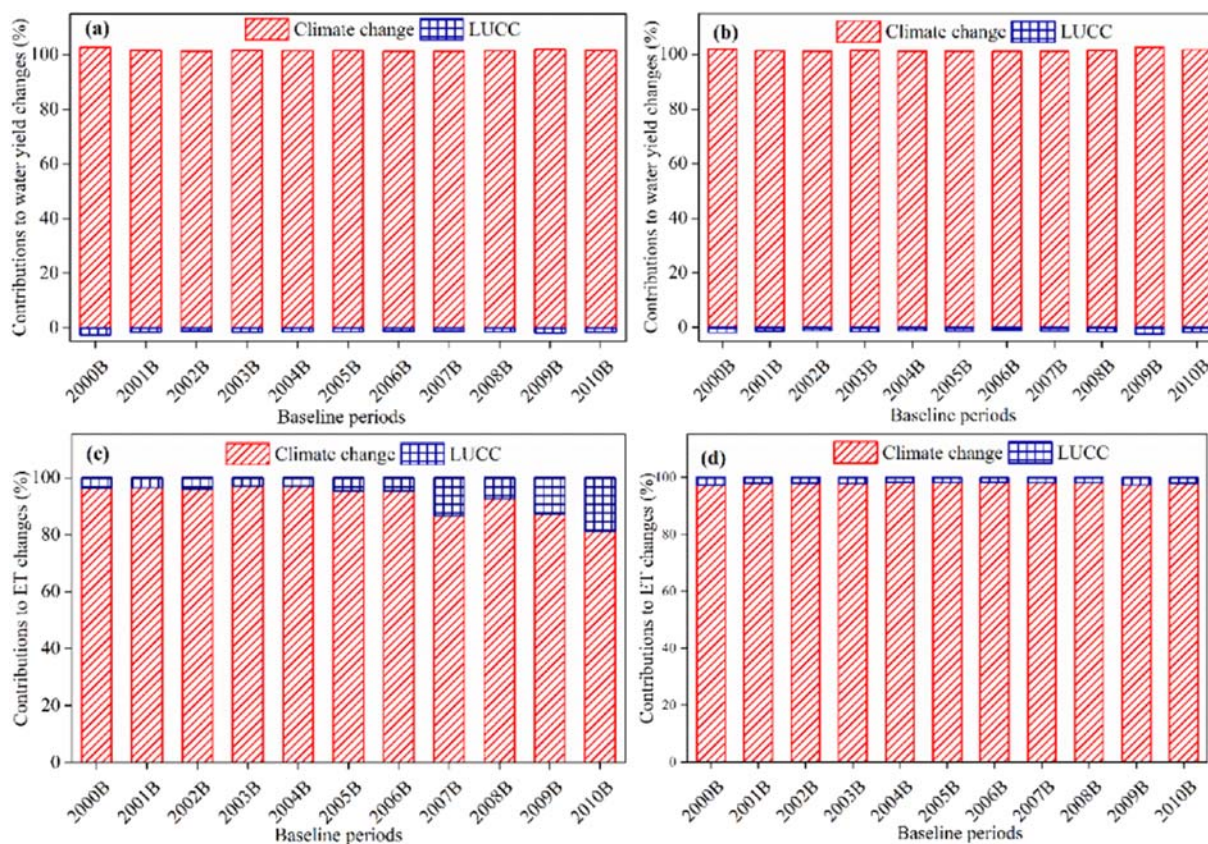 (a) Climate change LUCC
Contributions to water yield changes (%)
100
80
60
40
20
0
2000B 2001B 2002B 2003B 2004B 2005B 2006B 2007B 2008B 2009B 2010B
Baseline periods
(b) Climate change LUCC
Contributions to water yield changes (%)
100
80
60
40
20
0
2000B 2001B 2002B 2003B 2004B 2005B 2006B 2007B 2008B 2009B 2010B
Baseline periods
(c) Climate change LUCC
Contributions to ET changes (%)
100
80
60
40
20
0
2000B 2001B 2002B 2003B 2004B 2005B 2006B 2007B 2008B 2009B 2010B
Baseline periods
(d) Climate change LUCC
Contributions to ET changes (%)
100
80
60
40
20
0
2000B 2001B 2002B 2003B 2004B 2005B 2006B 2007B 2008B 2009B 2010B
Baseline periods